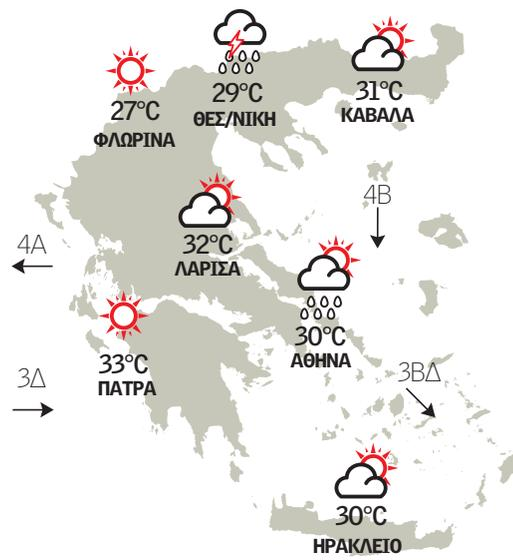 27°C
ΦΛΩΡΙΝΑ
29°C
ΘΕΣ/ΝΙΚΗ
31°C
ΚΑΒΑΛΑ
4Β
32°C
ΛΑΡΙΣΑ
4Α
30°C
ΑΘΗΝΑ
33°C
ΠΑΤΡΑ
3Δ
3ΒΔ
30°C
ΗΡΑΚΛΕΙΟ